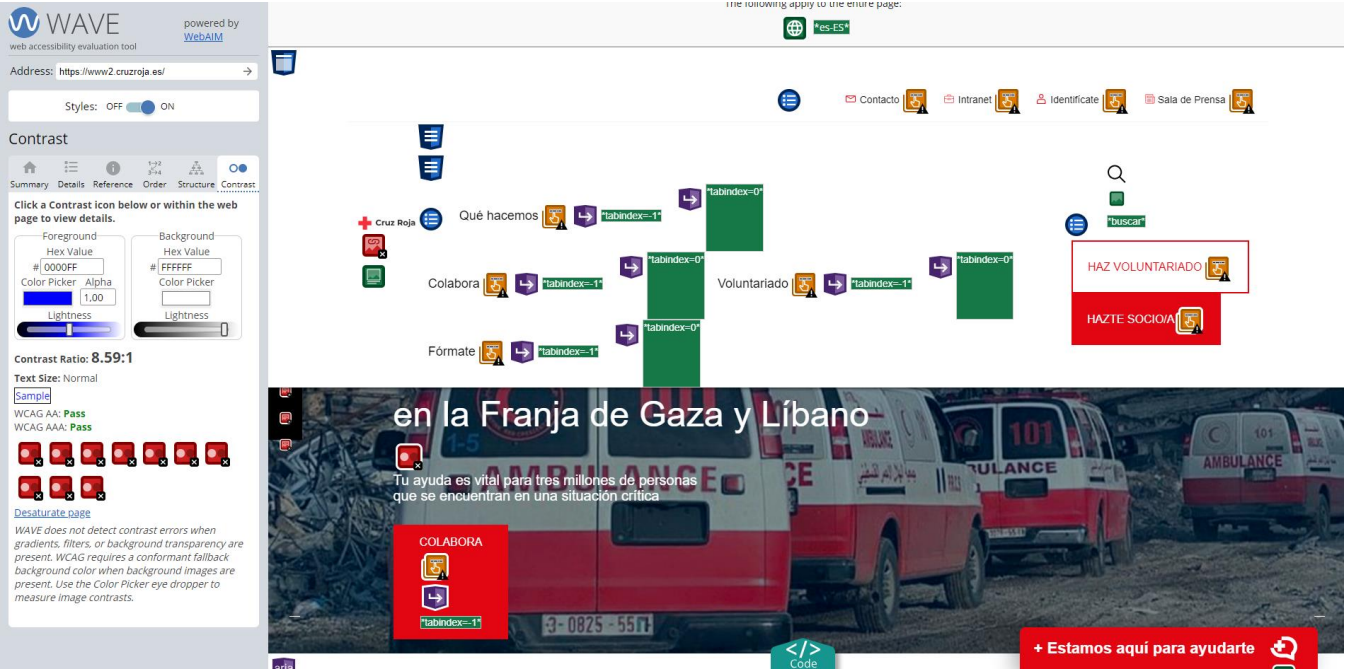 WAVE
web accessibility evaluation tool
powered by
WebAIM
Address: https://www2.cruzroja.es/
Styles: OFF ON
Contrast
Summary Details Reference Order Structure Contrast
Click a Contrast icon below or within the web
page to view details.
Foreground Background
Hex Value Hex Value
# 0000FF # FFFFFF
Color Picker Alpha Color Picker
1,00
Lightness Lightness
Contrast Ratio: 8.59:1
Text Size: Normal
Sample
WCAG AA: Pass
WCAG AAA: Pass
Desaturate page
WAVE does not detect contrast errors when
gradients, filters, or background transparency are
present. WCAG requires a conformant fallback
background color when background images are
present. Use the Color Picker eye dropper to
measure image contrasts.
The following apply to the entire page:
*es-ES*
Contacto Intranet Identifícate Sala de Prensa
Cruz Roja
Qué hacemos *tabindex=-1* *tabindex=0*
*buscar*
Colabora *tabindex=-1* *tabindex=0* Voluntariado *tabindex=-1* *tabindex=0*
HAZ VOLUNTARIADO
HAZTE SOCIO/A
Fórmate *tabindex=-1* *tabindex=0*
en la Franja de Gaza y Líbano
Tu ayuda es vital para tres millones de personas
que se encuentran en una situación crítica
COLABORA
*tabindex=-1*
1-5
AMBULANCE
101
AMBULANCE
101
AMBULANCE
3-0825-55
+ Estamos aquí para ayudarte
</>
Code
aria